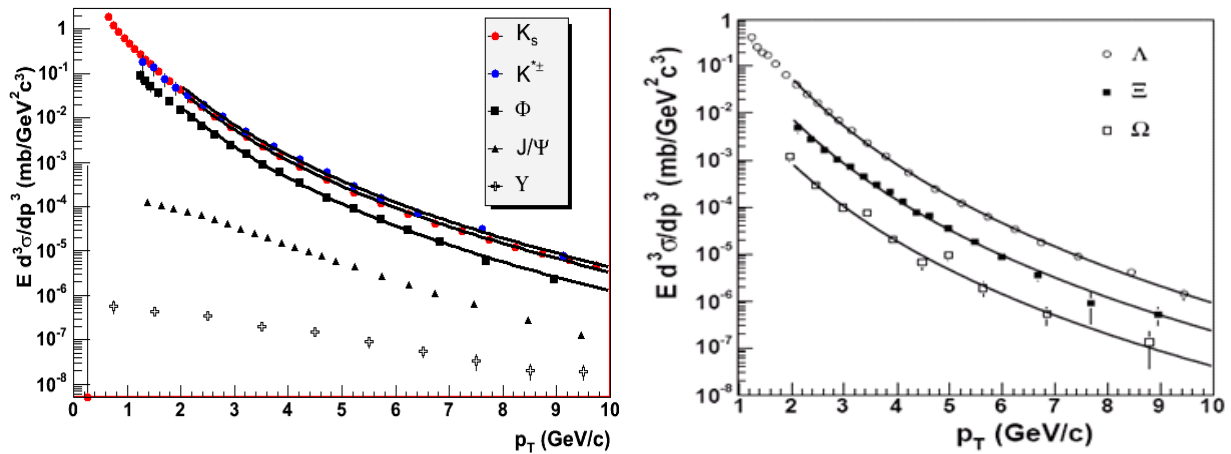 E d³σ/dp³ (mb/GeV²c³)
1
10⁻¹
10⁻²
10⁻³
10⁻⁴
10⁻⁵
10⁻⁶
10⁻⁷
10⁻⁸
K_s
K*±
Φ
J/Ψ
Υ
0 1 2 3 4 5 6 7 8 9 10
p_T (GeV/c)
E d³σ/dp³ (mb/GeV²c³)
1
10⁻¹
10⁻²
10⁻³
10⁻⁴
10⁻⁵
10⁻⁶
10⁻⁷
10⁻⁸
Λ
Ξ
Ω
1 2 3 4 5 6 7 8 9 10
p_T (GeV/c)